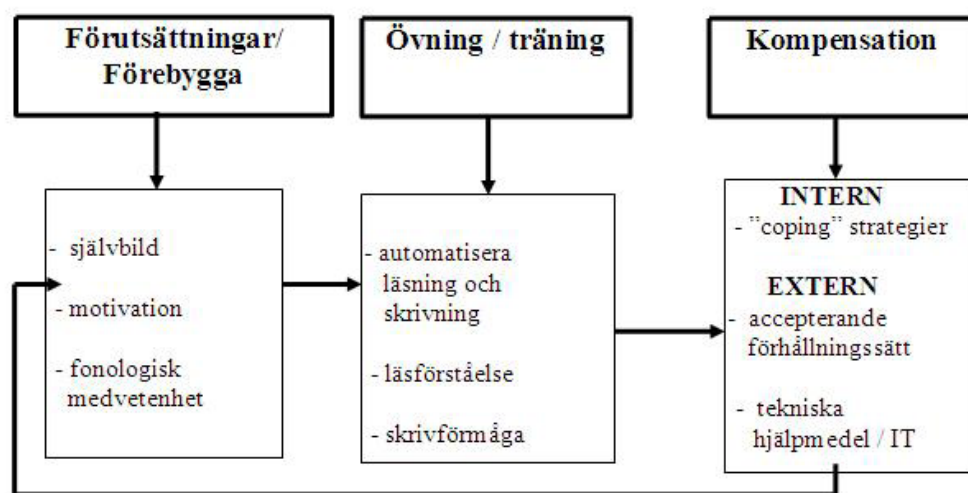 Förutsättningar/
Förebygga
Övning / träning
Kompensation
- självbild
- motivation
- fonologisk
medvetenhet
- automatisera
läsning och
skrivning
- läsförståelse
- skrivförmåga
INTERN
- ”coping” strategier
EXTERN
- accepterande
förhållningssätt
- tekniska
hjälpmedel / IT